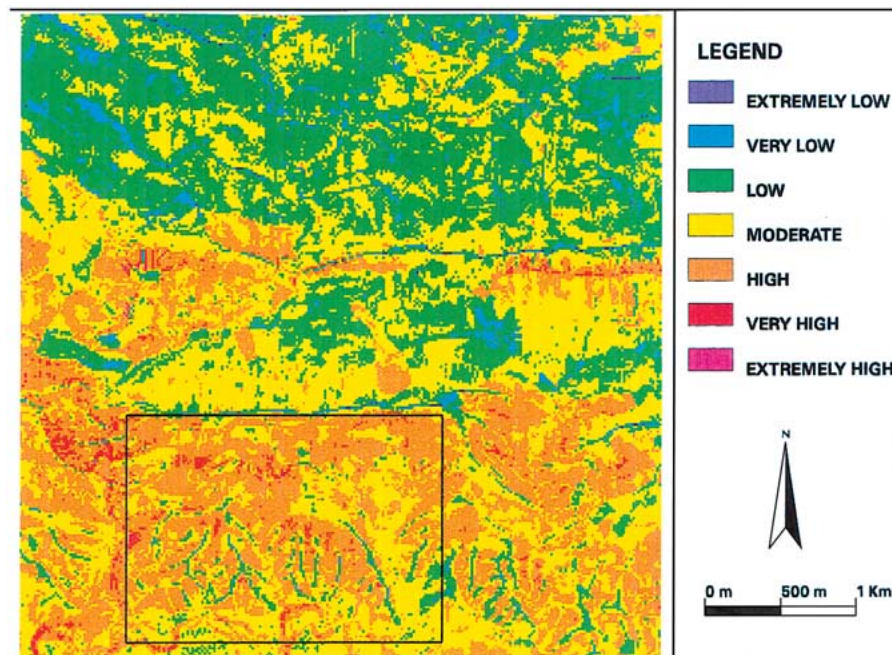 LEGEND
EXTREMELY LOW
VERY LOW
LOW
MODERATE
HIGH
VERY HIGH
EXTREMELY HIGH
N
0 m 500 m 1 Km